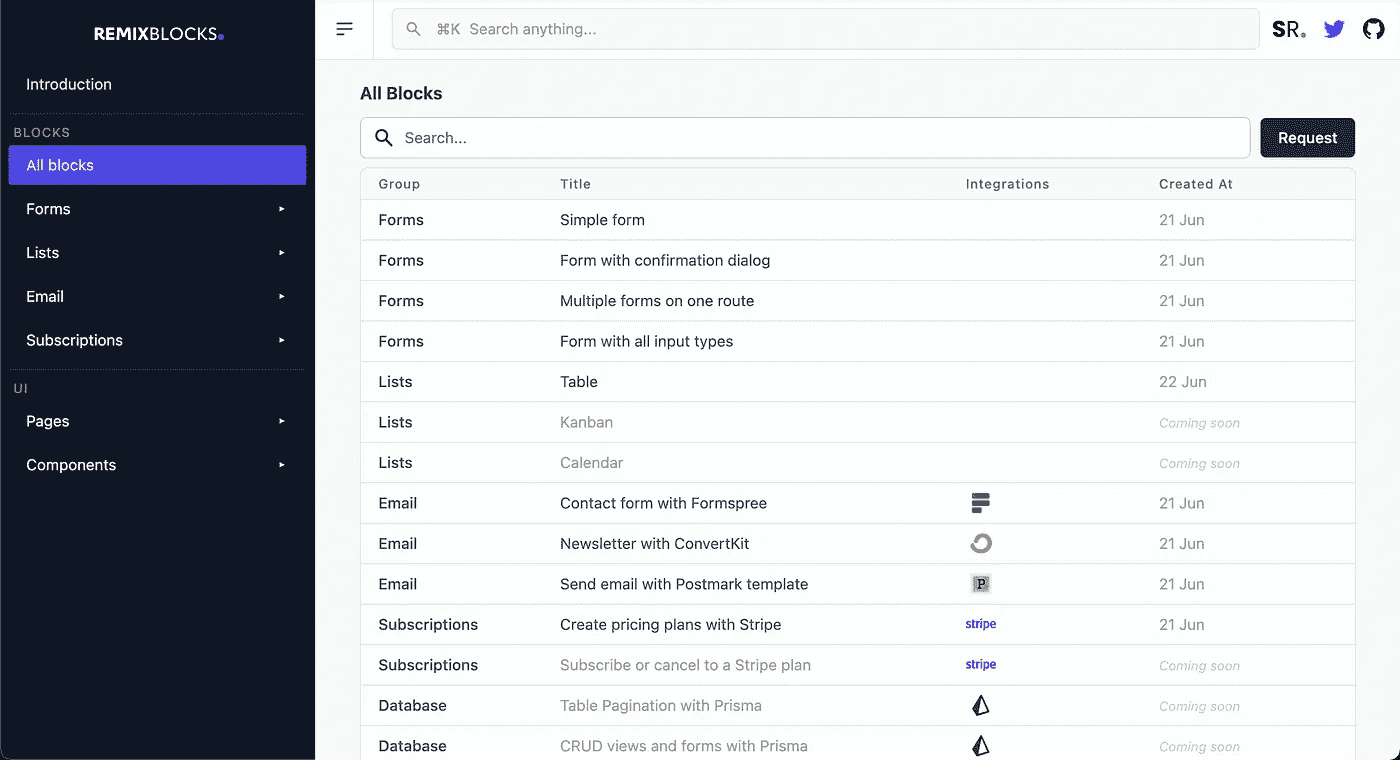 REMIXBLOCKS.
Introduction
BLOCKS
All blocks
Forms
Lists
Email
Subscriptions
UI
Pages
Components
⌘K Search anything...
SR.
All Blocks
Search...
Request
Group Title Integrations Created At
Forms Simple form 21 Jun
Forms Form with confirmation dialog 21 Jun
Forms Multiple forms on one route 21 Jun
Forms Form with all input types 21 Jun
Lists Table 22 Jun
Lists Kanban Coming soon
Lists Calendar Coming soon
Email Contact form with Formspree 21 Jun
Email Newsletter with ConvertKit 21 Jun
Email Send email with Postmark template P 21 Jun
Subscriptions Create pricing plans with Stripe stripe 21 Jun
Subscriptions Subscribe or cancel to a Stripe plan stripe Coming soon
Database Table Pagination with Prisma Coming soon
Database CRUD views and forms with Prisma Coming soon